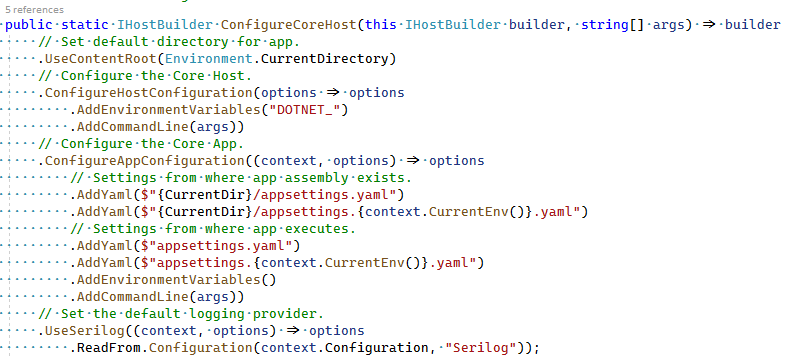 5 references
public static IHostBuilder ConfigureCoreHost(this IHostBuilder builder, string[] args) => builder
// Set default directory for app.
.UseContentRoot(Environment.CurrentDirectory)
// Configure the Core Host.
.ConfigureHostConfiguration(options => options
.AddEnvironmentVariables("DOTNET_")
.AddCommandLine(args))
// Configure the Core App.
.ConfigureAppConfiguration((context, options) => options
// Settings from where app assembly exists.
.AddYaml($"{CurrentDir}/appsettings.yaml")
.AddYaml($"{CurrentDir}/appsettings.{context.CurrentEnv()}.yaml")
// Settings from where app executes.
.AddYaml($"appsettings.yaml")
.AddYaml($"appsettings.{context.CurrentEnv()}.yaml")
.AddEnvironmentVariables()
.AddCommandLine(args))
// Set the default logging provider.
.UseSerilog((context, options) => options
.ReadFrom.Configuration(context.Configuration, "Serilog"));